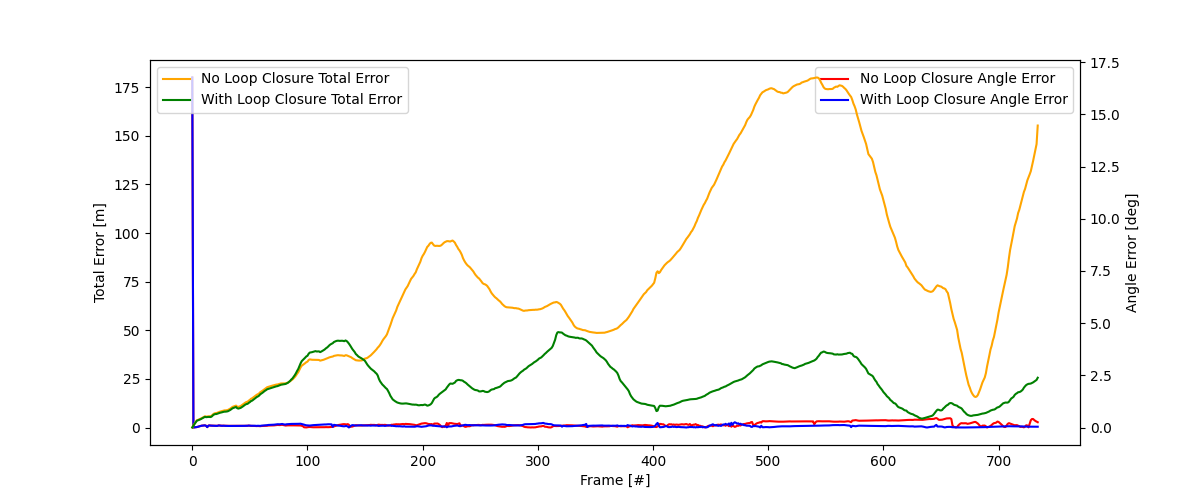 No Loop Closure Total Error
With Loop Closure Total Error
No Loop Closure Angle Error
With Loop Closure Angle Error
Total Error [m]
175
150
125
100
75
50
25
0
17.5
15.0
12.5
10.0
7.5
5.0
2.5
0.0
Angle Error [deg]
0 100 200 300 400 500 600 700
Frame [#]